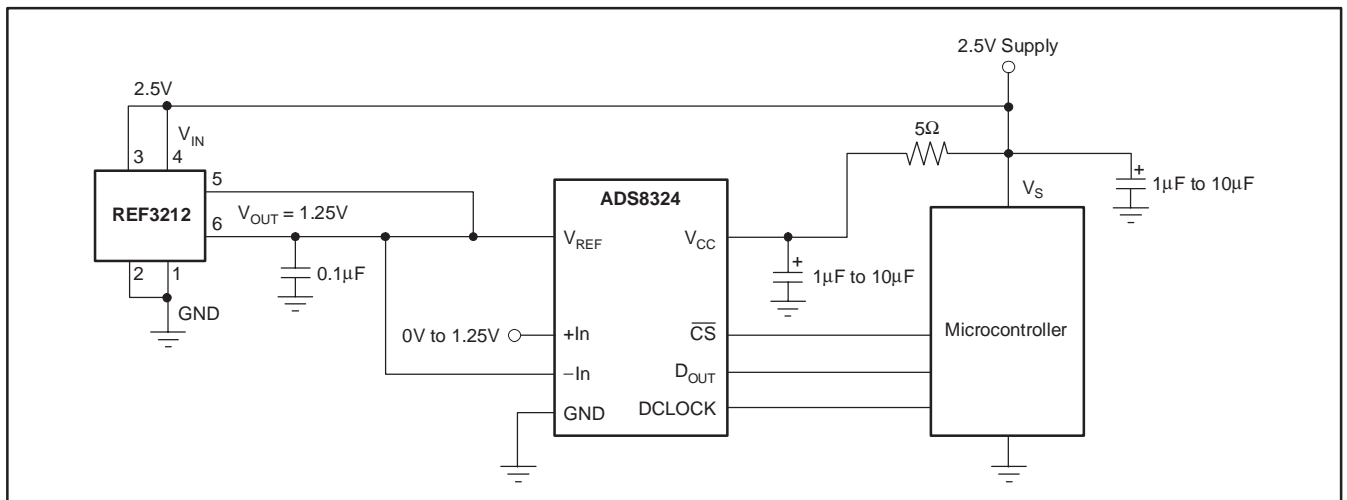 2.5V Supply
2.5V
V_IN
3 4
5Ω
5
REF3212
V_OUT = 1.25V
6
2 1
GND
0.1μF
ADS8324
V_REF
V_CC
1μF to 10μF
0V to 1.25V
+In
C̅S̅
−In
D_OUT
GND
DCLOCK
V_S
+
1μF to 10μF
+
Microcontroller